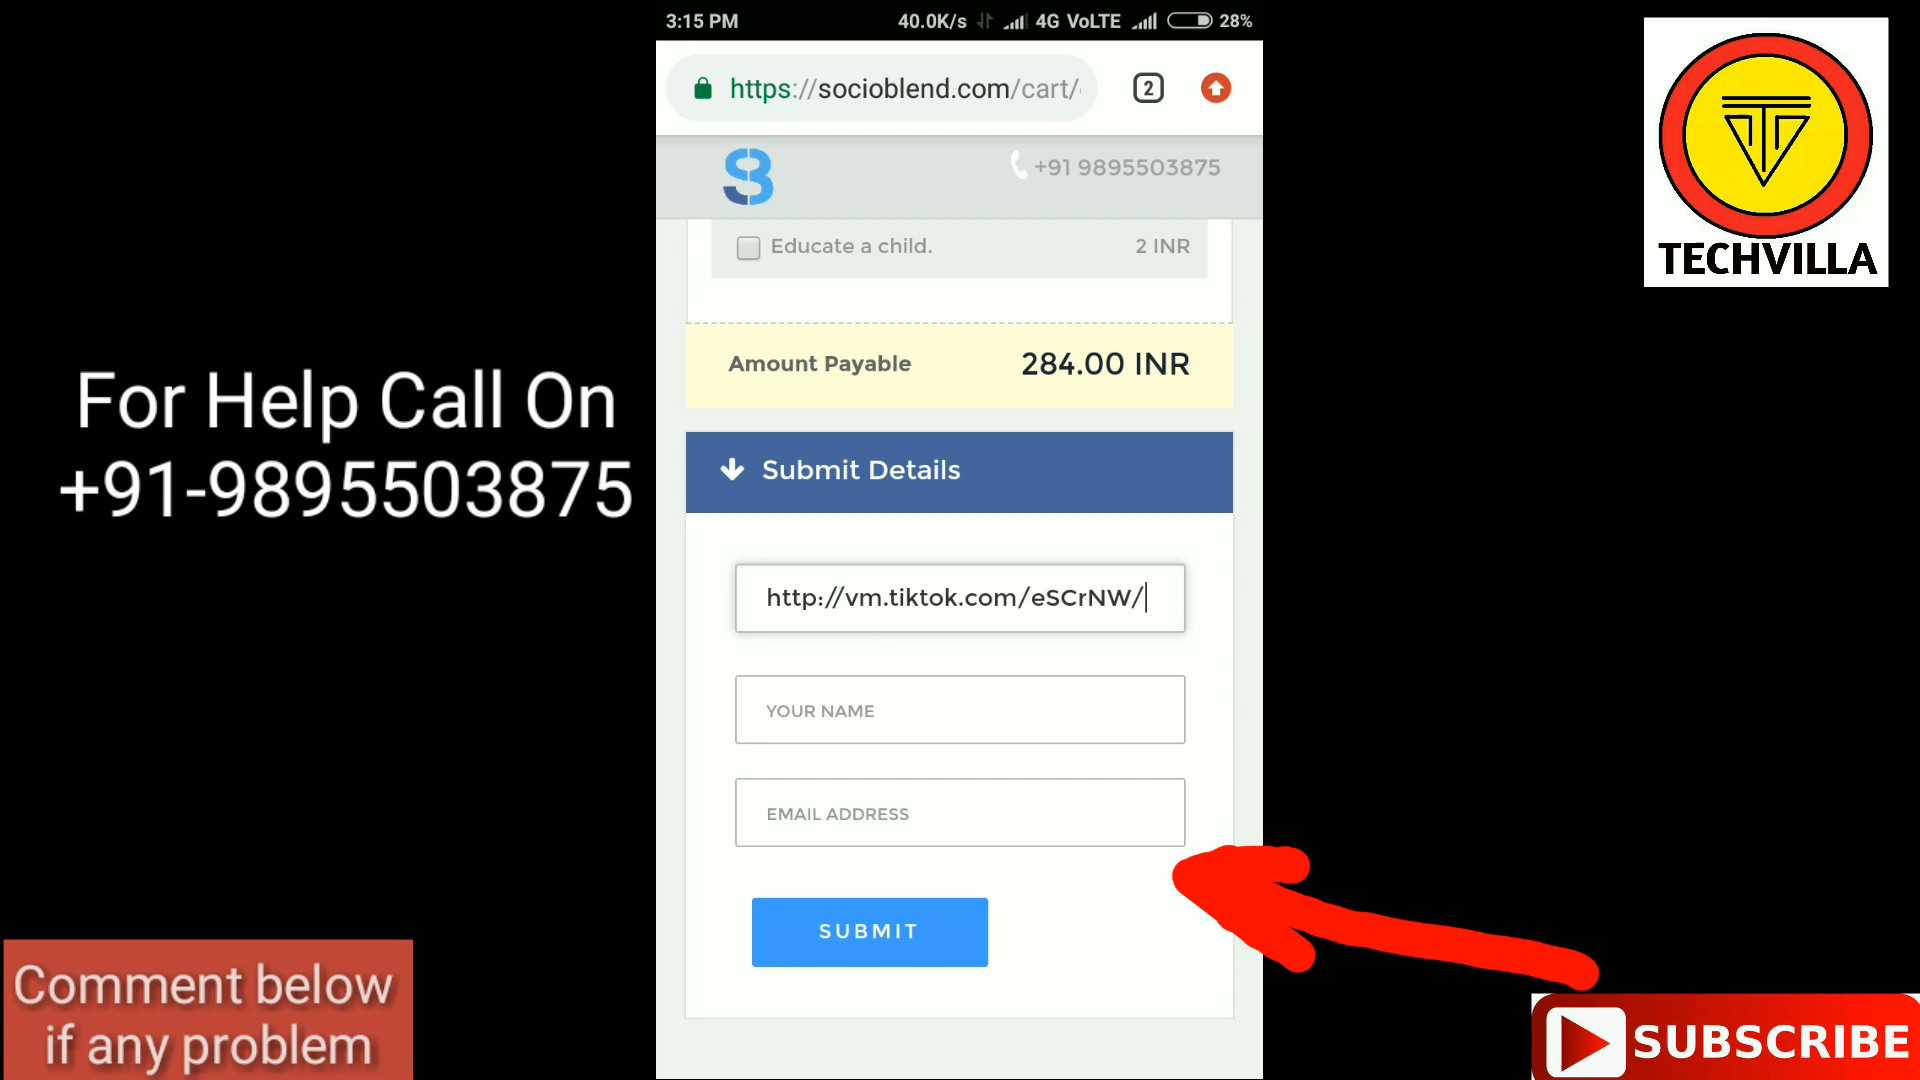 3:15 PM 40.0K/s 4G VoLTE 28%
https://socioblend.com/cart/
2
+91 9895503875
Educate a child. 2 INR
Amount Payable 284.00 INR
Submit Details
http://vm.tiktok.com/eSCrNW/
YOUR NAME
EMAIL ADDRESS
SUBMIT
For Help Call On
+91-9895503875
Comment below
if any problem
TECHVILLA
SUBSCRIBE